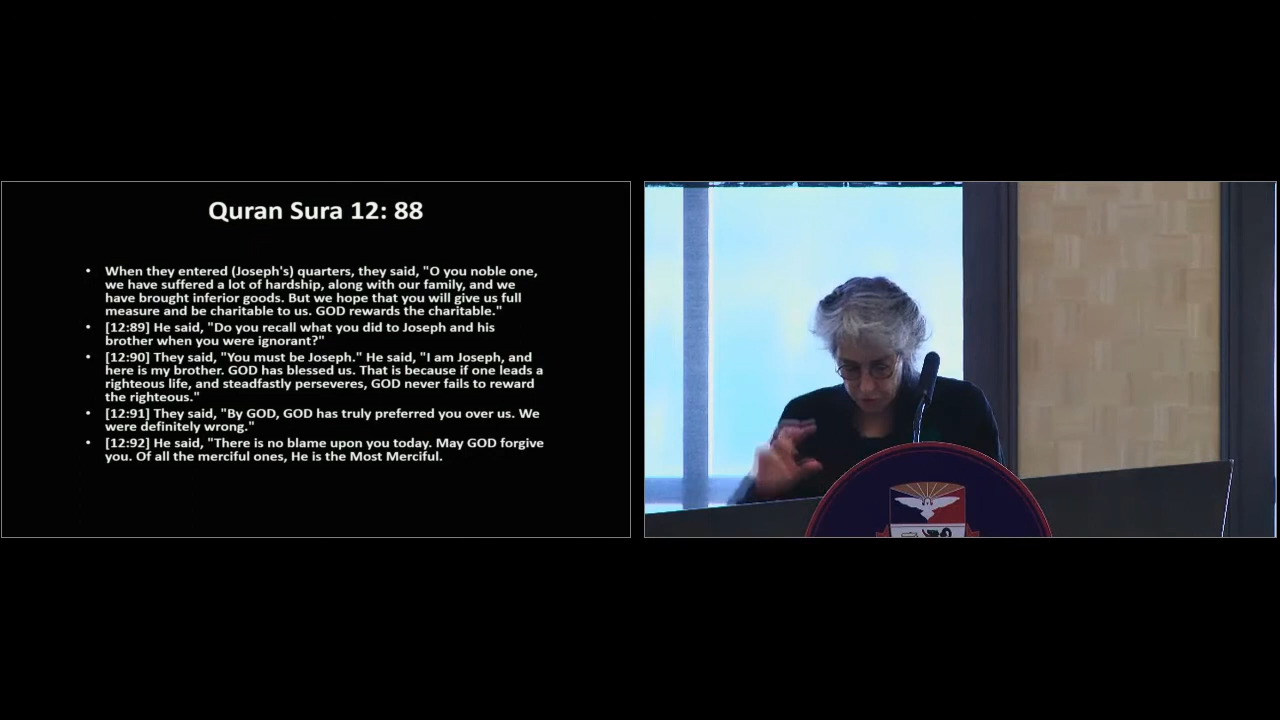 Quran Sura 12: 88
• When they entered (Joseph's) quarters, they said, "O you noble one,
we have suffered a lot of hardship, along with our family, and we
have brought inferior goods. But we hope that you will give us full
measure and be charitable to us. GOD rewards the charitable."
• [12:89] He said, "Do you recall what you did to Joseph and his
brother when you were ignorant?"
• [12:90] They said, "You must be Joseph." He said, "I am Joseph, and
here is my brother. GOD has blessed us. That is because if one leads a
righteous life, and steadfastly perseveres, GOD never fails to reward
the righteous."
• [12:91] They said, "By GOD, GOD has truly preferred you over us. We
were definitely wrong."
• [12:92] He said, "There is no blame upon you today. May GOD forgive
you. Of all the merciful ones, He is the Most Merciful.